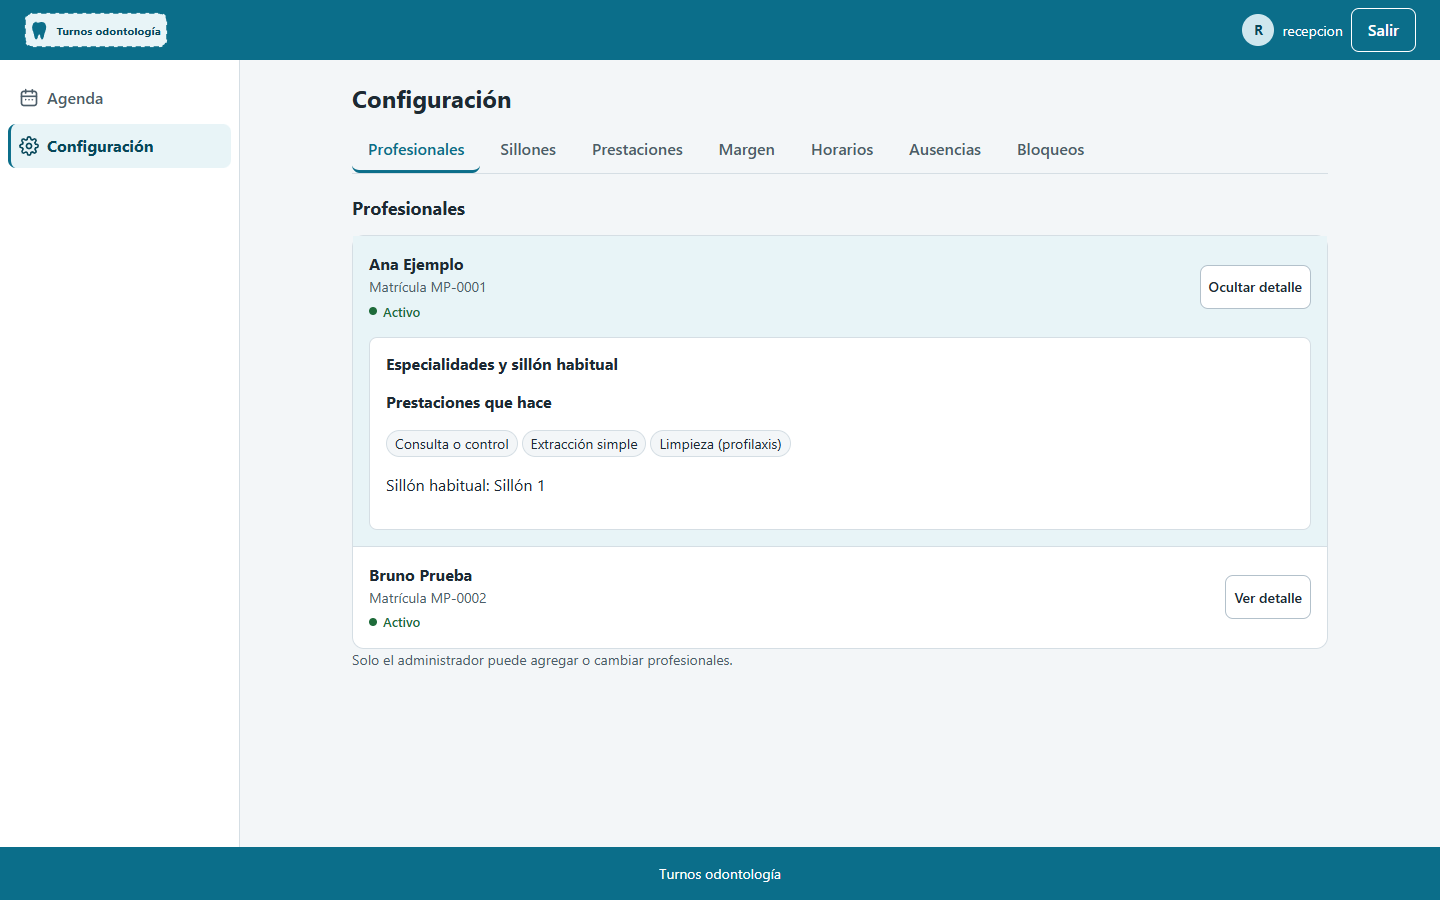 Turnos odontología
R recepcion Salir
Agenda
Configuración
Configuración
Profesionales Sillones Prestaciones Margen Horarios Ausencias Bloqueos
Profesionales
Ana Ejemplo
Matrícula MP-0001
Activo
Ocultar detalle
Especialidades y sillón habitual
Prestaciones que hace
Consulta o control Extracción simple Limpieza (profilaxis)
Sillón habitual: Sillón 1
Bruno Prueba
Matrícula MP-0002
Activo
Ver detalle
Solo el administrador puede agregar o cambiar profesionales.
Turnos odontología